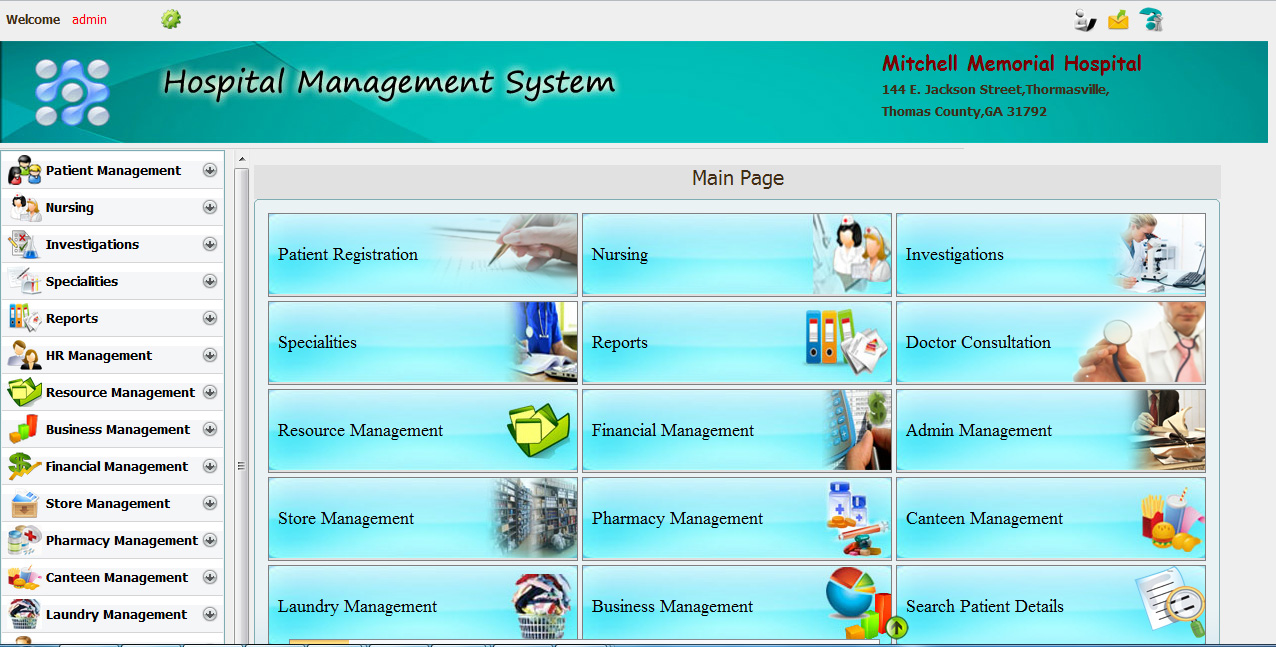 Welcome admin
Hospital Management System
Mitchell Memorial Hospital
144 E. Jackson Street,Thormasville,
Thomas County,GA 31792
Patient Management
Nursing
Investigations
Specialities
Reports
HR Management
Resource Management
Business Management
Financial Management
Store Management
Pharmacy Management
Canteen Management
Laundry Management
Main Page
Patient Registration
Nursing
Investigations
Specialities
Reports
Doctor Consultation
Resource Management
Financial Management
Admin Management
Store Management
Pharmacy Management
Canteen Management
Laundry Management
Business Management
Search Patient Details